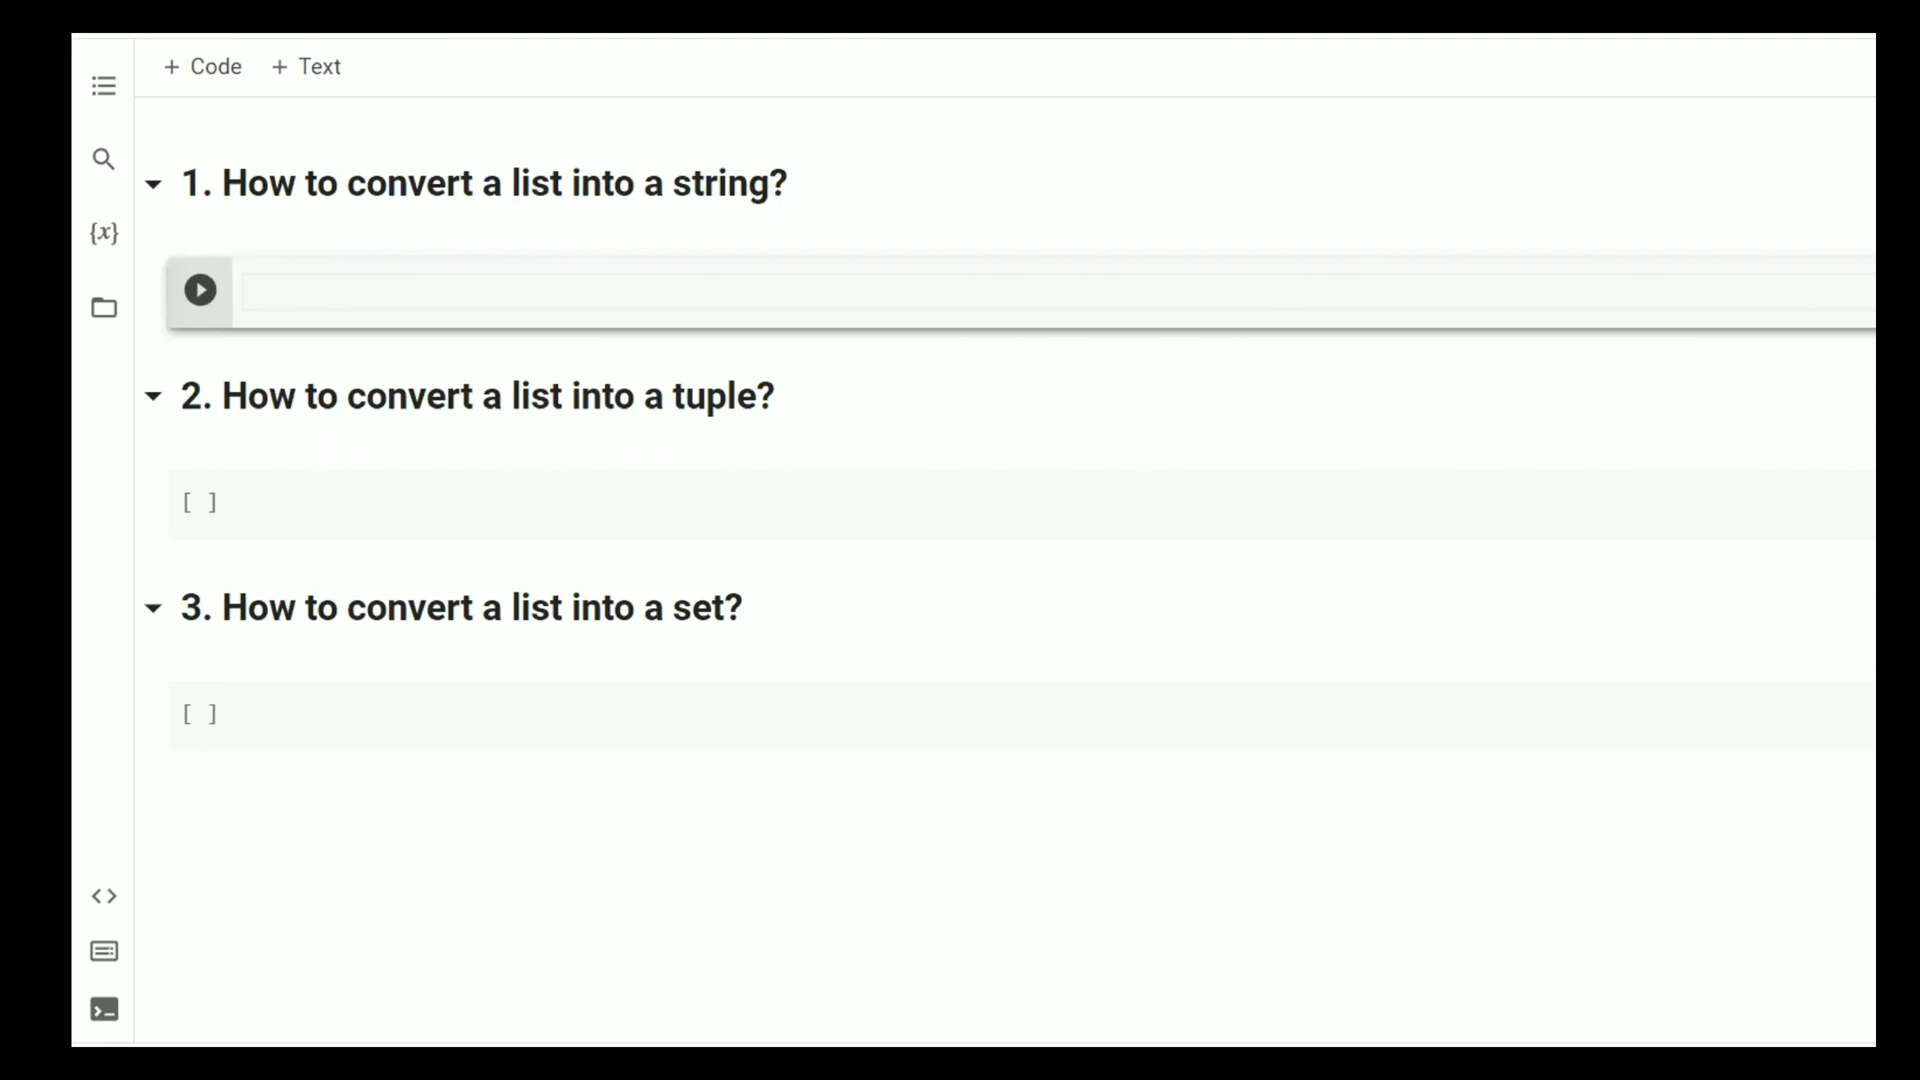 + Code + Text
1. How to convert a list into a string?
{x}
2. How to convert a list into a tuple?
[ ]
3. How to convert a list into a set?
[ ]